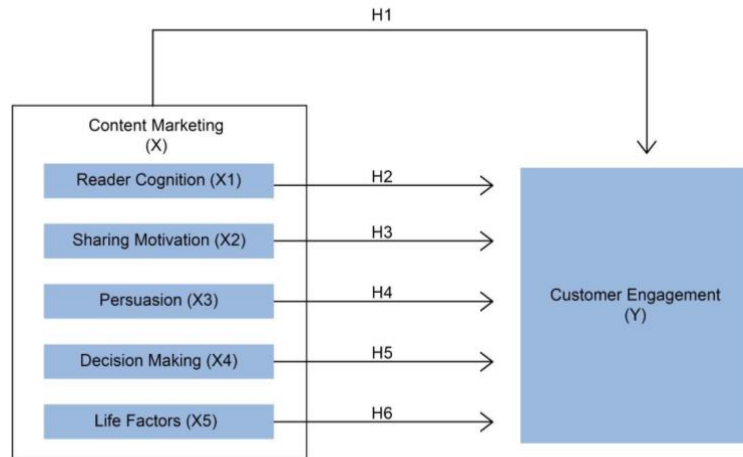 H1
Content Marketing
(X)
Reader Cognition (X1)
H2
Sharing Motivation (X2)
H3
Persuasion (X3)
H4
Decision Making (X4)
H5
Life Factors (X5)
H6
Customer Engagement
(Y)